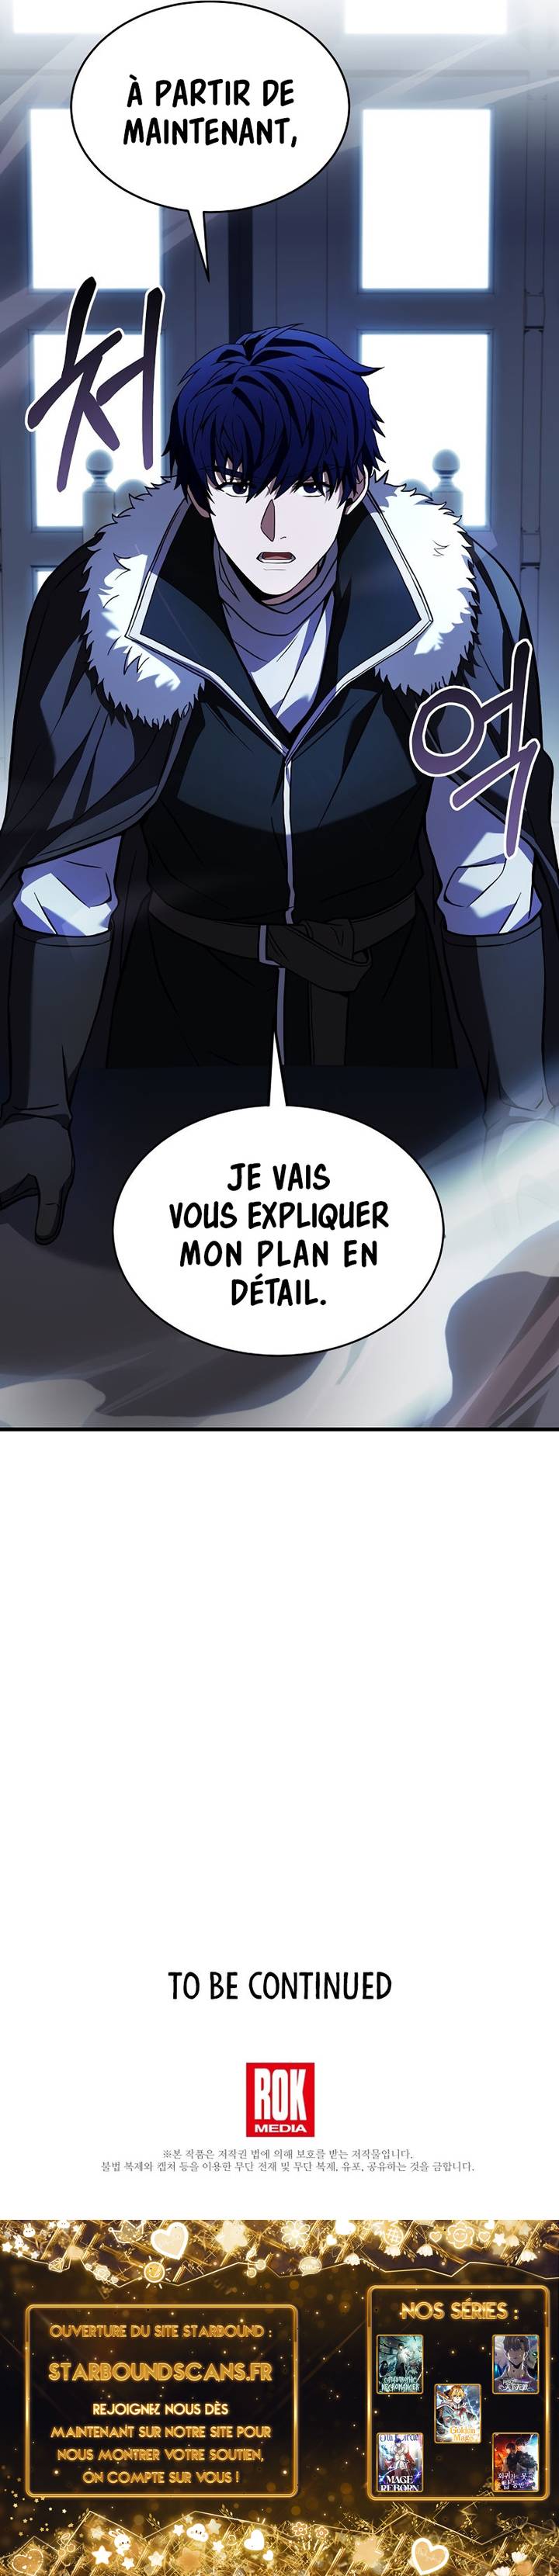 À PARTIR DE
MAINTENANT,
처
억
JE VAIS
VOUS EXPLIQUER
MON PLAN EN
DÉTAIL.
TO BE CONTINUED
ROK
MEDIA
※본 작품은 저작권 법에 의해 보호를 받는 저작물입니다.
불법 복제와 캡처 등을 이용한 무단 전재 및 무단 복제, 유포, 공유하는 것을 금합니다.
OUVERTURE DU SITE STARBOUND :
STARBOUNDSCANS.FR
REJOIGNEZ NOUS DÈS
MAINTENANT SUR NOTRE SITE POUR
NOUS MONTRER VOTRE SOUTIEN,
ON COMPTE SUR VOUS !
NOS SÉRIES :
NECROMANCER
Golden
Mage
MAGE
REBORN